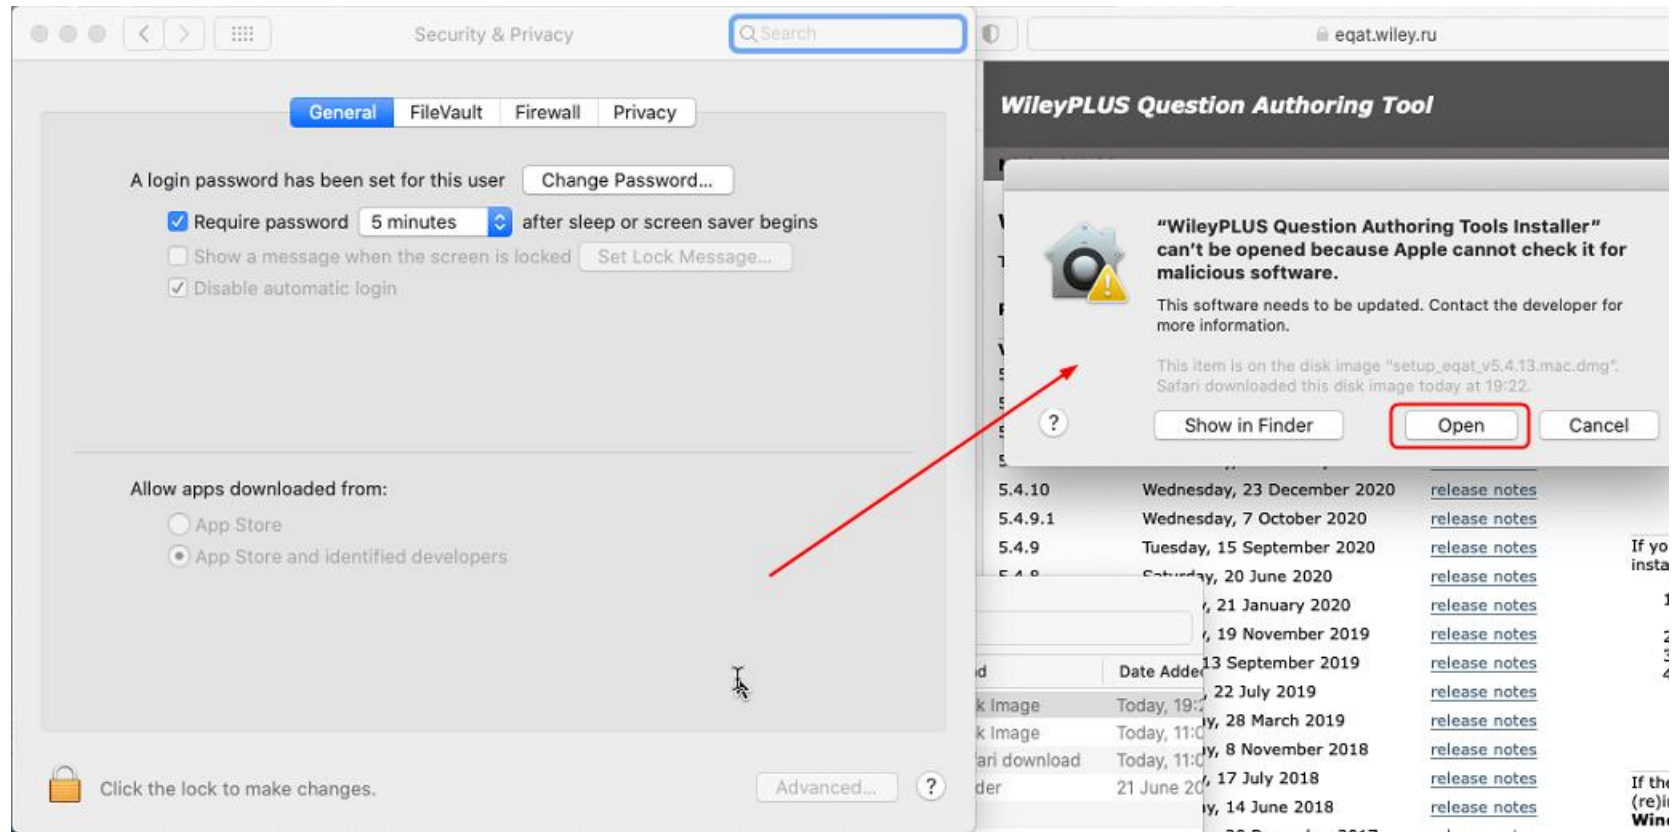 Security & Privacy
Search
General FileVault Firewall Privacy
A login password has been set for this user Change Password...
Require password 5 minutes after sleep or screen saver begins
Show a message when the screen is locked Set Lock Message...
Disable automatic login
Allow apps downloaded from:
App Store
App Store and identified developers
Click the lock to make changes.
Advanced... ?
eqat.wiley.ru
WileyPLUS Question Authoring Tool
“WileyPLUS Question Authoring Tools Installer”
can’t be opened because Apple cannot check it for
malicious software.
This software needs to be updated. Contact the developer for
more information.
This item is on the disk image "setup_eqat_v5.4.13.mac.dmg".
Safari downloaded this disk image today at 19:22.
? Show in Finder Open Cancel
5.4.10 Wednesday, 23 December 2020 release notes
5.4.9.1 Wednesday, 7 October 2020 release notes
5.4.9 Tuesday, 15 September 2020 release notes
20 June 2020 release notes
21 January 2020 release notes
19 November 2019 release notes
13 September 2019 release notes
22 July 2019 release notes
28 March 2019 release notes
8 November 2018 release notes
17 July 2018 release notes
14 June 2018 release notes
Date Added
Image Today,
Image Today,
download Today,
21 June
If
If